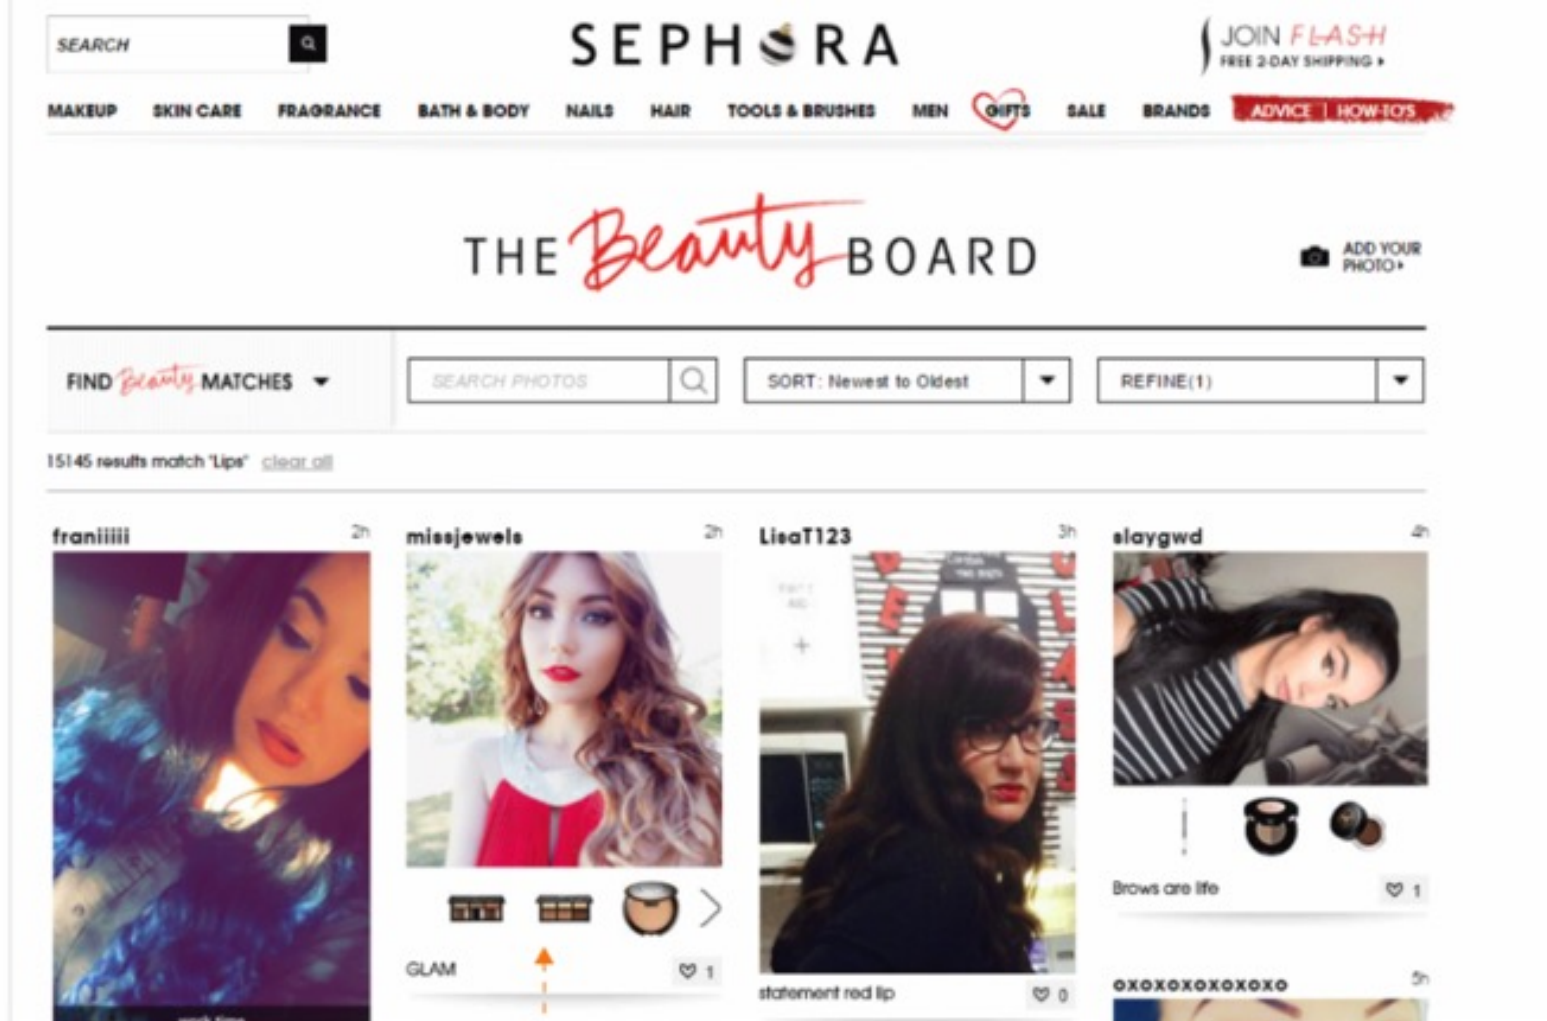 SEARCH
SEPHORA
JOIN FLASH
FREE 2-DAY SHIPPING
MAKEUP SKIN CARE FRAGRANCE BATH & BODY NAILS HAIR TOOLS & BRUSHES MEN GIFTS SALE BRANDS ADVICE | HOW-TO'S
THE Beauty BOARD
ADD YOUR
PHOTO
FIND Beauty MATCHES
SEARCH PHOTOS
SORT: Newest to Oldest
REFINE(1)
15145 results match "Lips" clear all
franiiiii 2h
missjewels 2h
LisaT123 3h
slaygwd 4h
Brows are life 1
GLAM 1
statement red lip 0
oxoxoxoxoxoxo 5h